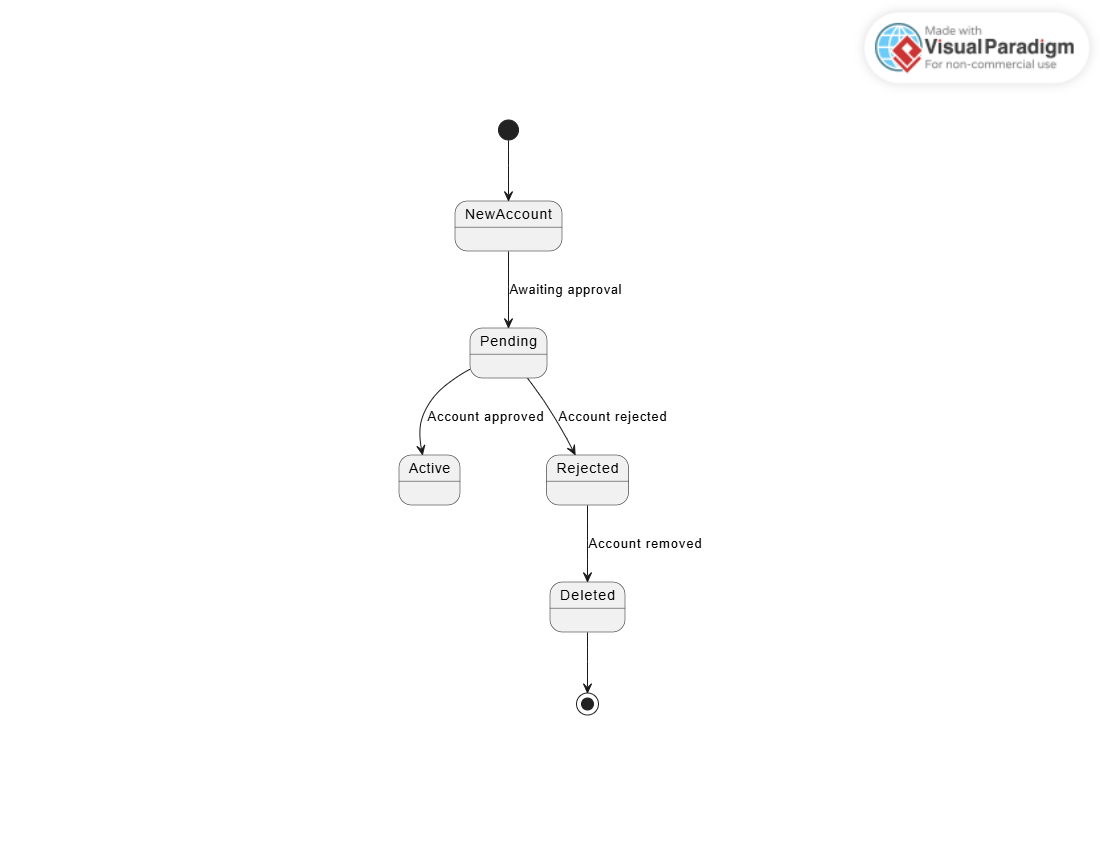 Made with
Visual Paradigm
For non-commercial use
NewAccount
Awaiting approval
Pending
Account approved
Account rejected
Active
Rejected
Account removed
Deleted